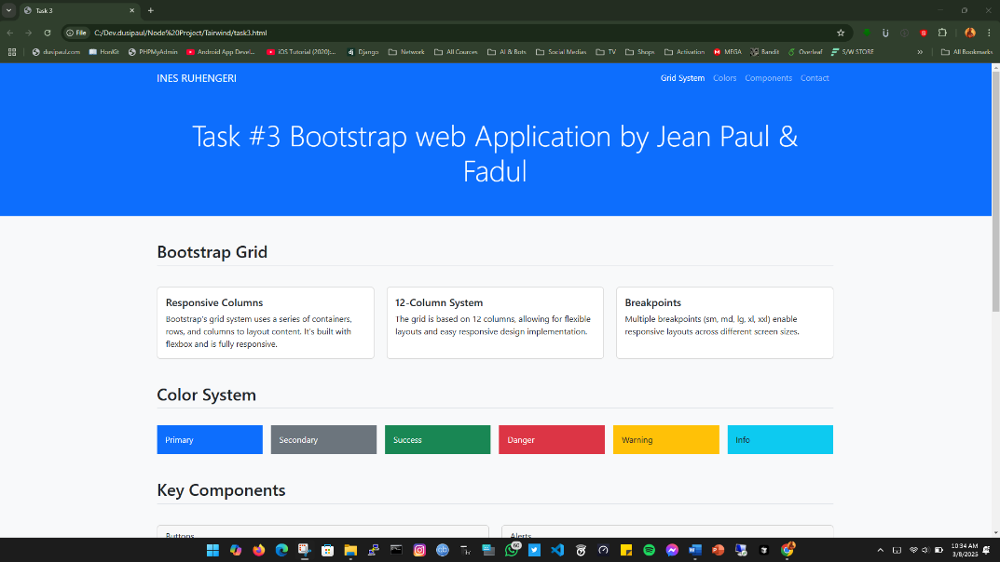 Task 3
File
C:/Dev.dusipaul/Node%20Project/Tairwind/task3.html
dusipaul.com
HonKit
PHPMyAdmin
Android App Devel...
iOS Tutorial (2020):...
Django
Network
All Cources
AI & Bots
Social Medias
TV
Shops
Activation
MEGA
Bandit
Overleaf
S/W STORE
»
All Bookmarks
INES RUHENGERI
Grid System
Colors
Components
Contact
Task #3 Bootstrap web Application by Jean Paul &
Fadul
Bootstrap Grid
Responsive Columns
Bootstrap's grid system uses a series of containers,
rows, and columns to layout content. It's built with
flexbox and is fully responsive.
12-Column System
The grid is based on 12 columns, allowing for flexible
layouts and easy responsive design implementation.
Breakpoints
Multiple breakpoints (sm, md, lg, xl, xxl) enable
responsive layouts across different screen sizes.
Color System
Primary
Secondary
Success
Danger
Warning
Info
Key Components
Buttons
Alerts
60
10:34 AM
3/8/2025